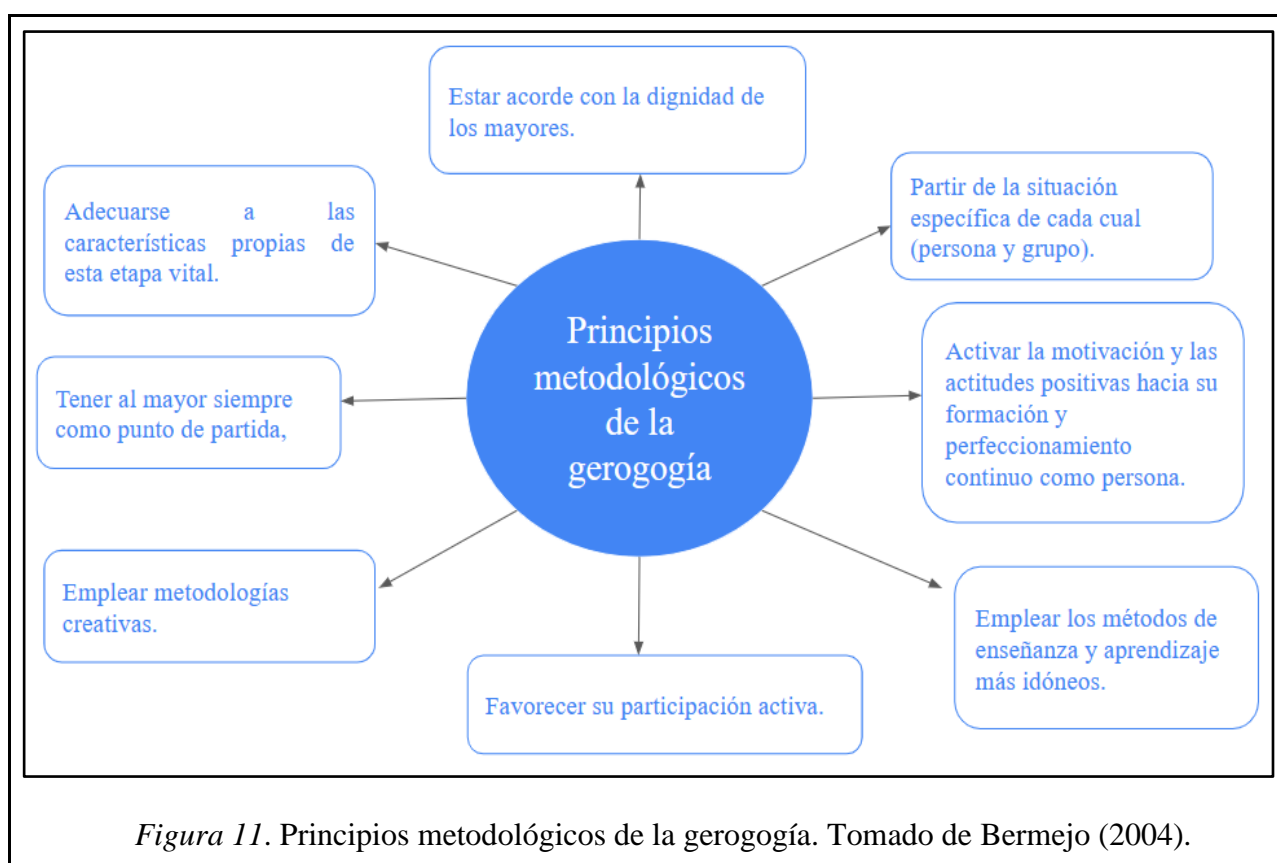 Estar acorde con la dignidad de
los mayores.
Partir de la situación
específica de cada cual
(persona y grupo).
Adecuarse a las
características propias de
esta etapa vital.
Principios
metodológicos
de la
gerogogía
Activar la motivación y las
actitudes positivas hacia su
formación y
perfeccionamiento
continuo como persona.
Tener al mayor siempre
como punto de partida,
Emplear metodologías
creativas.
Emplear los métodos de
enseñanza y aprendizaje
más idóneos.
Favorecer su participación activa.
Figura 11. Principios metodológicos de la gerogogía. Tomado de Bermejo (2004).